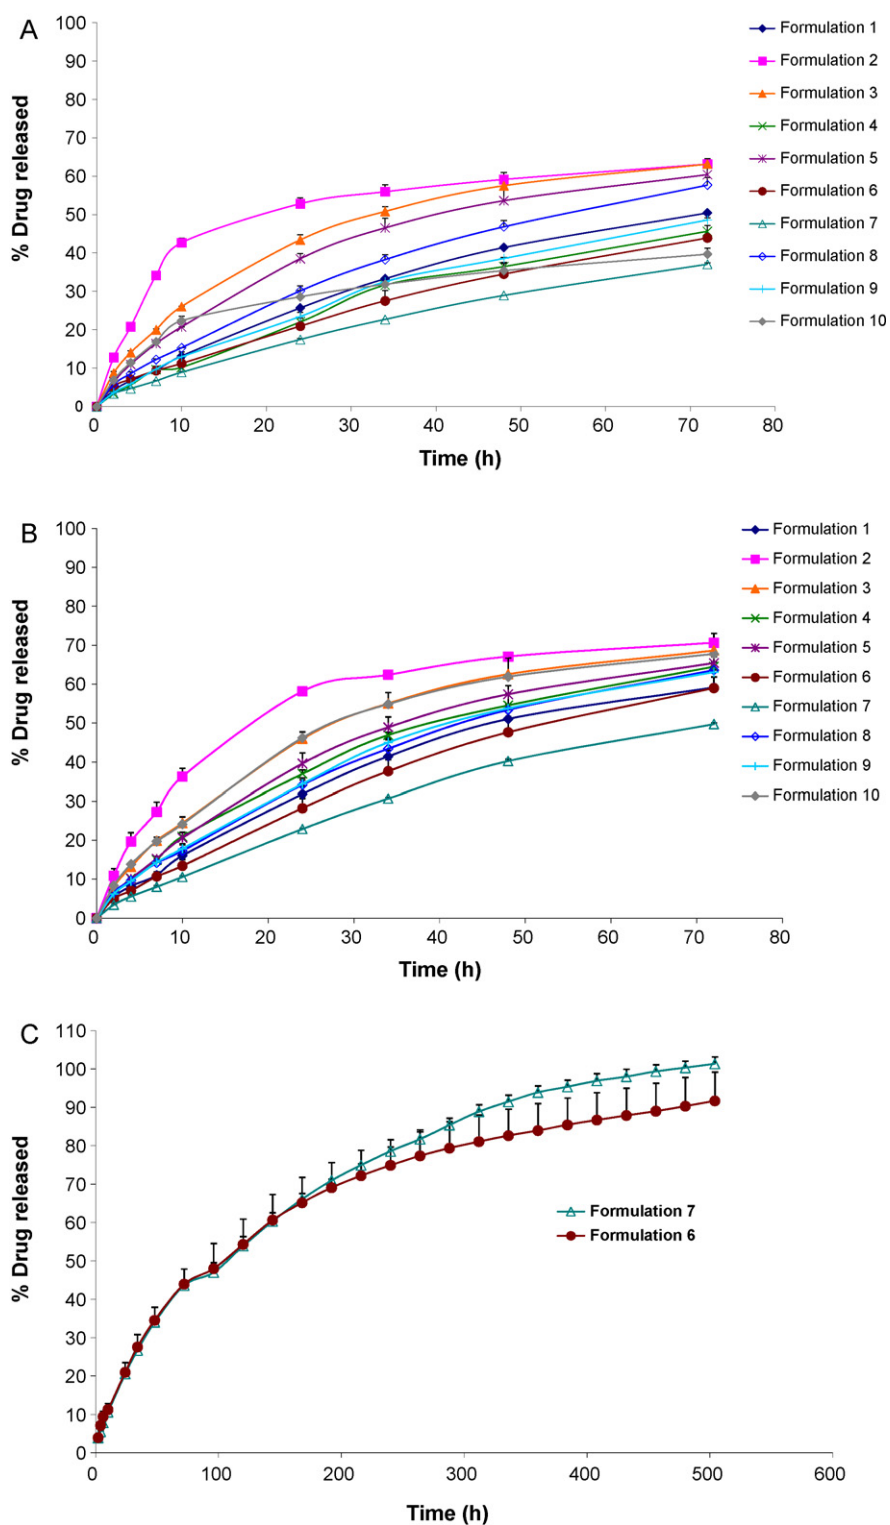 A
% Drug released
100
90
80
70
60
50
40
30
20
10
0
0 10 20 30 40 50 60 70 80
Time (h)
Formulation 1
Formulation 2
Formulation 3
Formulation 4
Formulation 5
Formulation 6
Formulation 7
Formulation 8
Formulation 9
Formulation 10
B
% Drug released
100
90
80
70
60
50
40
30
20
10
0
0 10 20 30 40 50 60 70 80
Time (h)
Formulation 1
Formulation 2
Formulation 3
Formulation 4
Formulation 5
Formulation 6
Formulation 7
Formulation 8
Formulation 9
Formulation 10
C
% Drug released
110
100
90
80
70
60
50
40
30
20
10
0
0 100 200 300 400 500 600
Time (h)
Formulation 7
Formulation 6